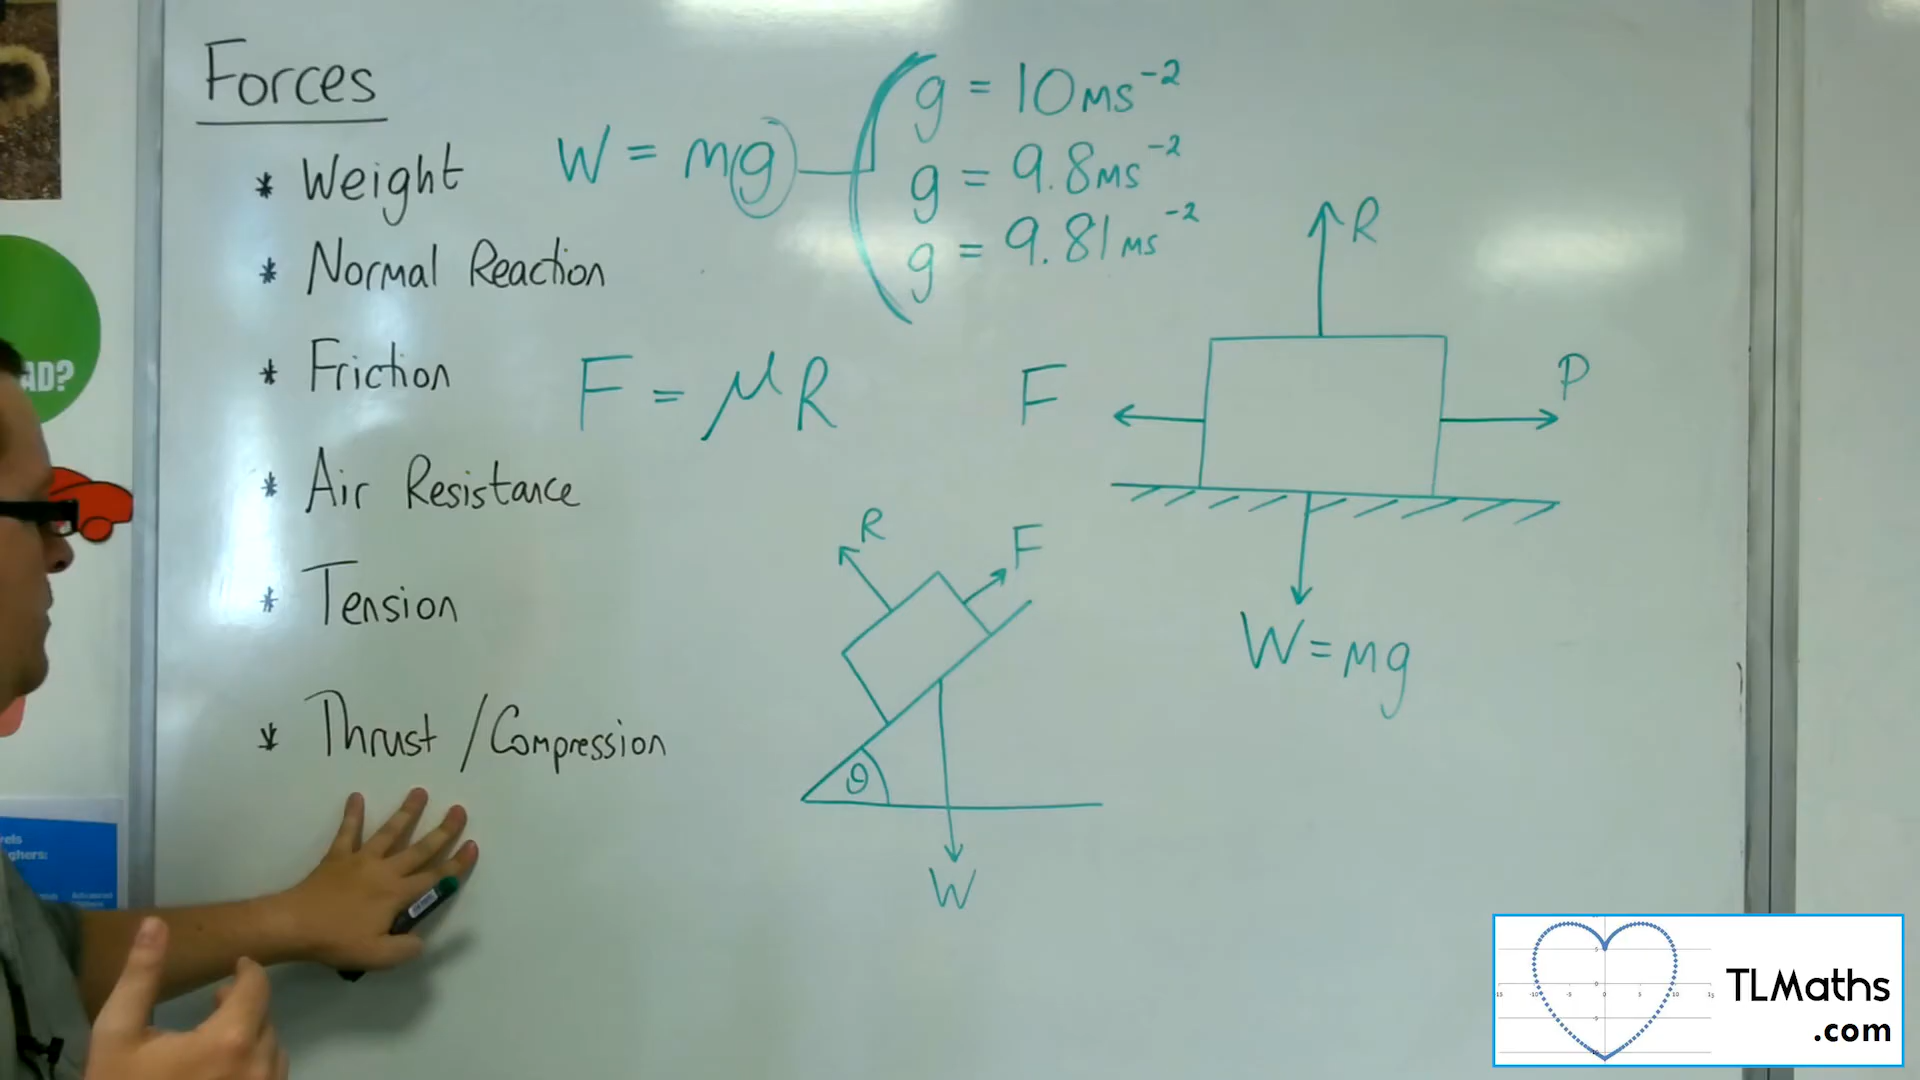 Forces
* Weight
W = mg
g = 10ms⁻²
g = 9.8ms⁻²
g = 9.81ms⁻²
* Normal Reaction
* Friction
F = μR
* Air Resistance
* Tension
* Thrust / Compression
R
F
P
W = mg
R
F
θ
W
AD?
TLMaths
.com